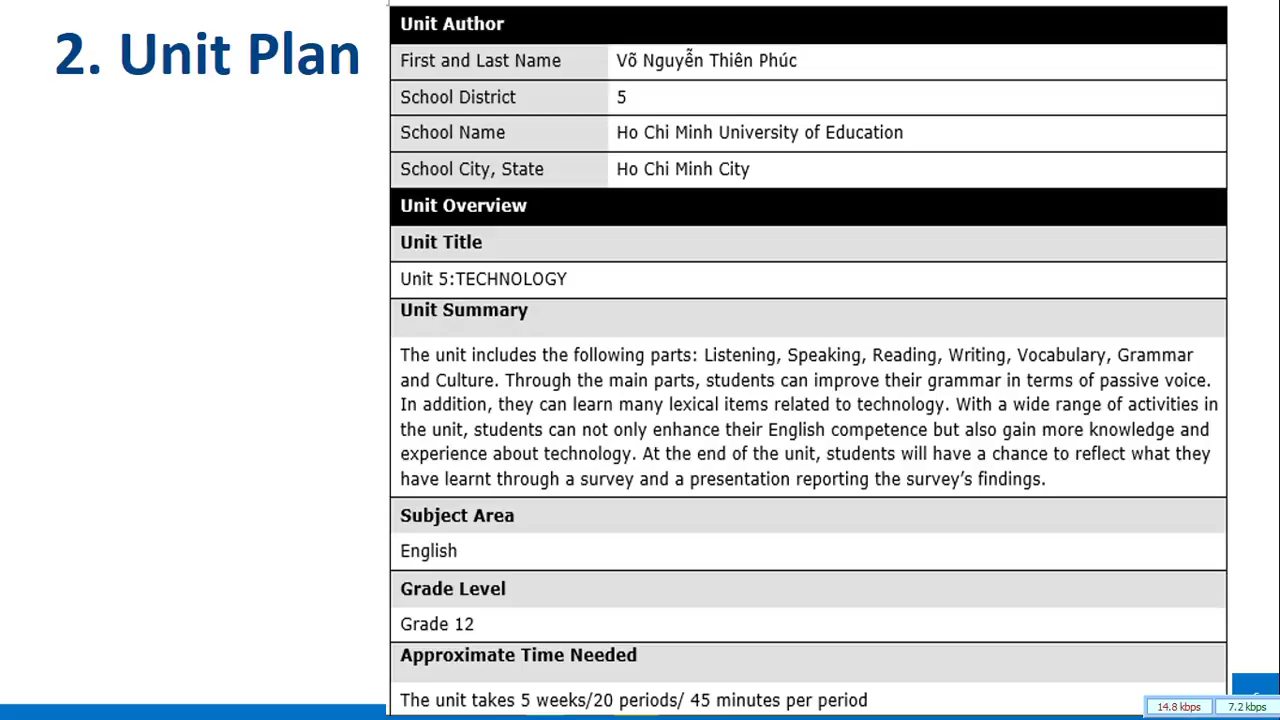 2. Unit Plan
Unit Author
First and Last Name Võ Nguyễn Thiên Phúc
School District 5
School Name Ho Chi Minh University of Education
School City, State Ho Chi Minh City
Unit Overview
Unit Title
Unit 5:TECHNOLOGY
Unit Summary
The unit includes the following parts: Listening, Speaking, Reading, Writing, Vocabulary, Grammar
and Culture. Through the main parts, students can improve their grammar in terms of passive voice.
In addition, they can learn many lexical items related to technology. With a wide range of activities in
the unit, students can not only enhance their English competence but also gain more knowledge and
experience about technology. At the end of the unit, students will have a chance to reflect what they
have learnt through a survey and a presentation reporting the survey’s findings.
Subject Area
English
Grade Level
Grade 12
Approximate Time Needed
The unit takes 5 weeks/20 periods/ 45 minutes per period
14.8 kbps 7.2 kbps